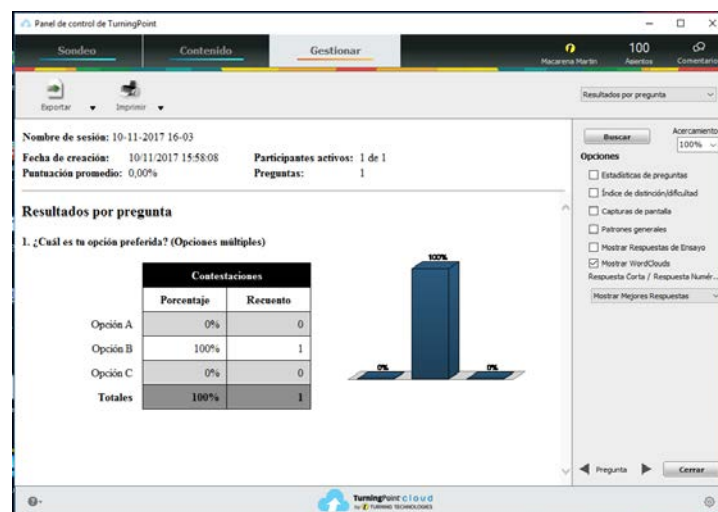 Panel de control de TurningPoint
Sondeo
Contenido
Gestionar
Macarena Martin
100
Asientos
Comentario
Exportar
Imprimir
Resultados por pregunta
Nombre de sesión: 10-11-2017 16-03
Fecha de creación: 10/11/2017 15:58:08 Participantes activos: 1 de 1
Puntuación promedio: 0,00% Preguntas: 1
Resultados por pregunta
1. ¿Cuál es tu opción preferida? (Opciones múltiples)
Contestaciones
Porcentaje Recuento
Opción A 0% 0
Opción B 100% 1
Opción C 0% 0
Totales 100% 1
100%
0%
0%
Buscar
Acercamiento
100%
Opciones
Estadísticas de preguntas
Índice de distinción/dificultad
Capturas de pantalla
Patrones generales
Mostrar Respuestas de Ensayo
Mostrar WordClouds
Respuesta Corta / Respuesta Numér...
Mostrar Mejores Respuestas
Pregunta
Cerrar
TurningPoint cloud
by TURNING TECHNOLOGIES